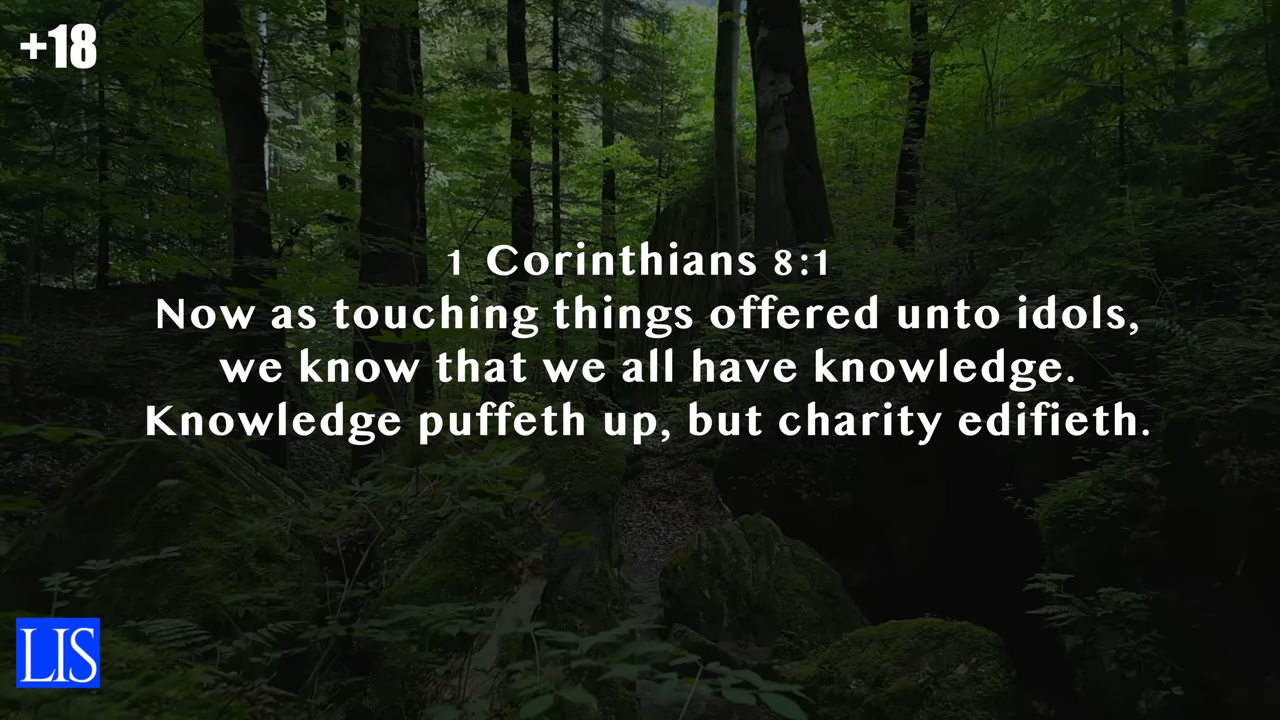 +18
1 Corinthians 8:1
Now as touching things offered unto idols,
we know that we all have knowledge.
Knowledge puffeth up, but charity edifieth.
LIS